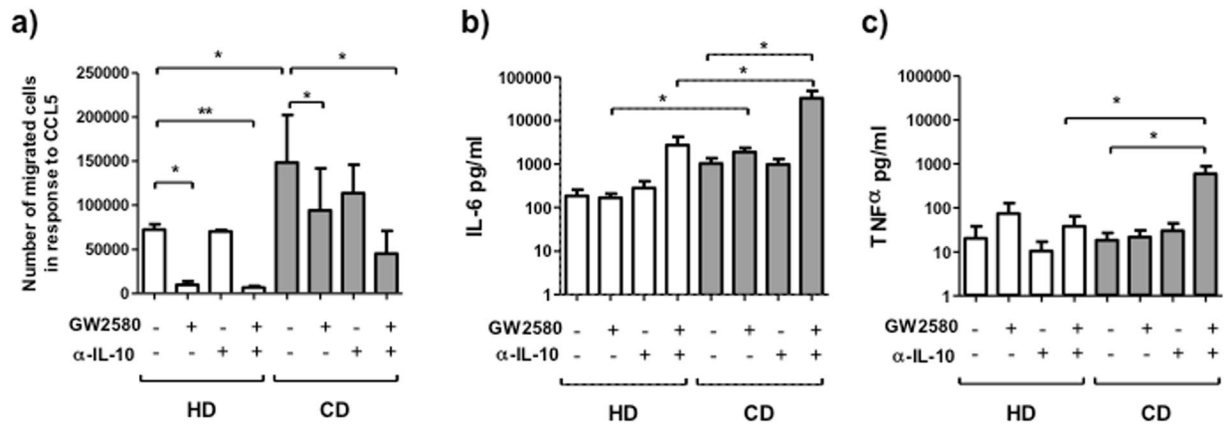 a)
Number of migrated cells
in response to CCL5
250000
200000
150000
100000
50000
0
*
**
*
*
*
GW2580 - + - + - + - +
α-IL-10 - - + + - - + +
HD CD
b)
IL-6 pg/ml
100000
10000
1000
100
10
1
*
*
*
GW2580 - + - + - + - +
α-IL-10 - - + + - - + +
HD CD
c)
TNFα pg/ml
100000
10000
1000
100
10
1
*
*
GW2580 - + - + - + - +
α-IL-10 - - + + - - + +
HD CD